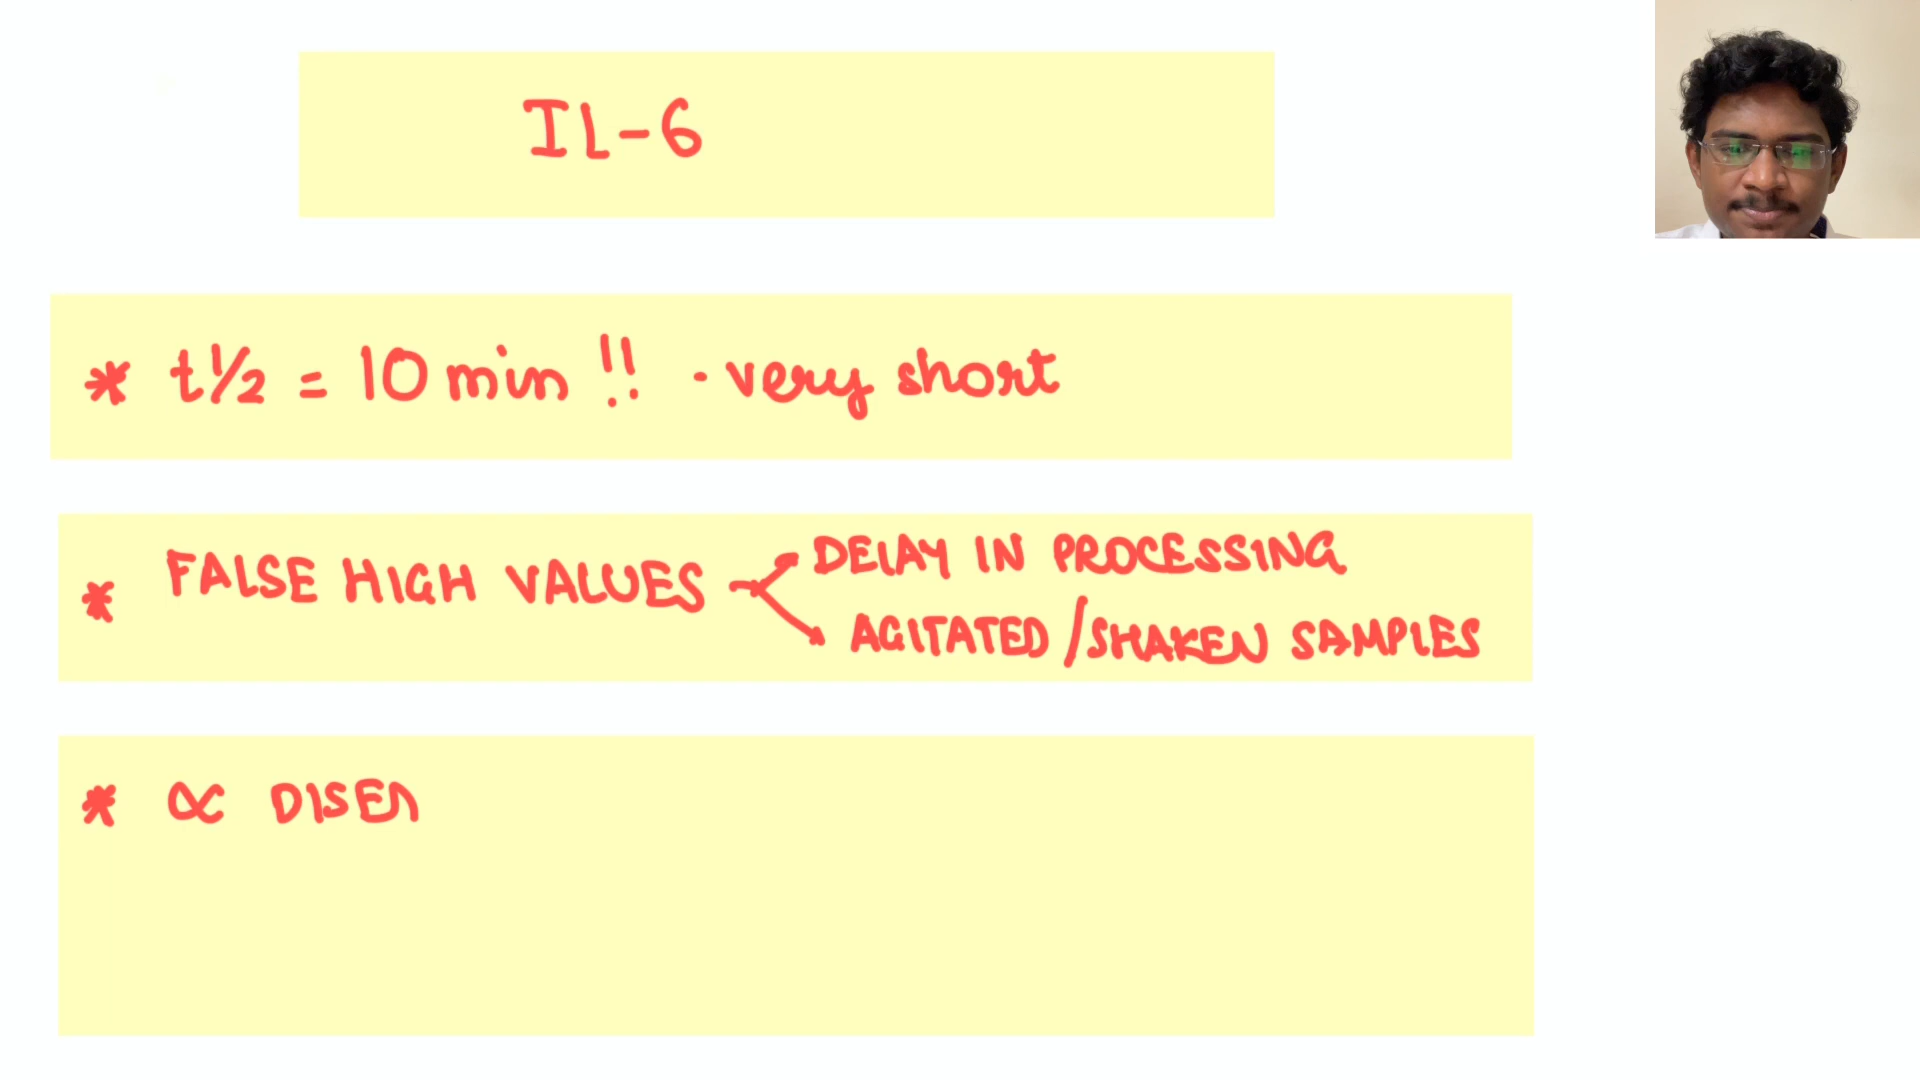 IL-6
* t½ = 10 min !! - very short
* FALSE HIGH VALUES → DELAY IN PROCESSING
→ AGITATED / SHAKEN SAMPLES
* ∝ DISEA